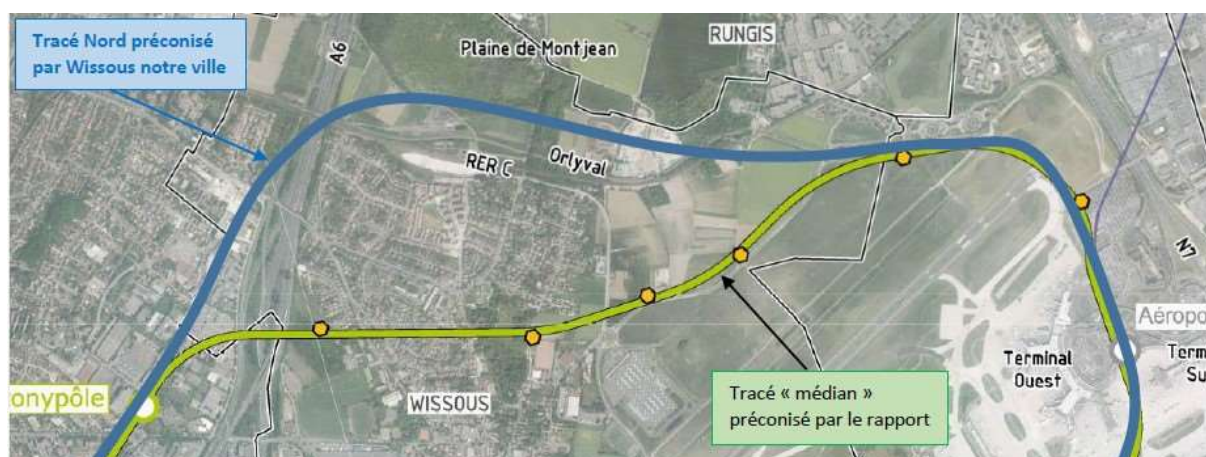 Tracé Nord préconisé
par Wissous notre ville
A6
Plaine de Montjean
RUNGIS
RER C
Orlyval
N7
Aéropo
Terminal
Ouest
Term
Su
onypôle
WISSOUS
Tracé « médian »
préconisé par le rapport